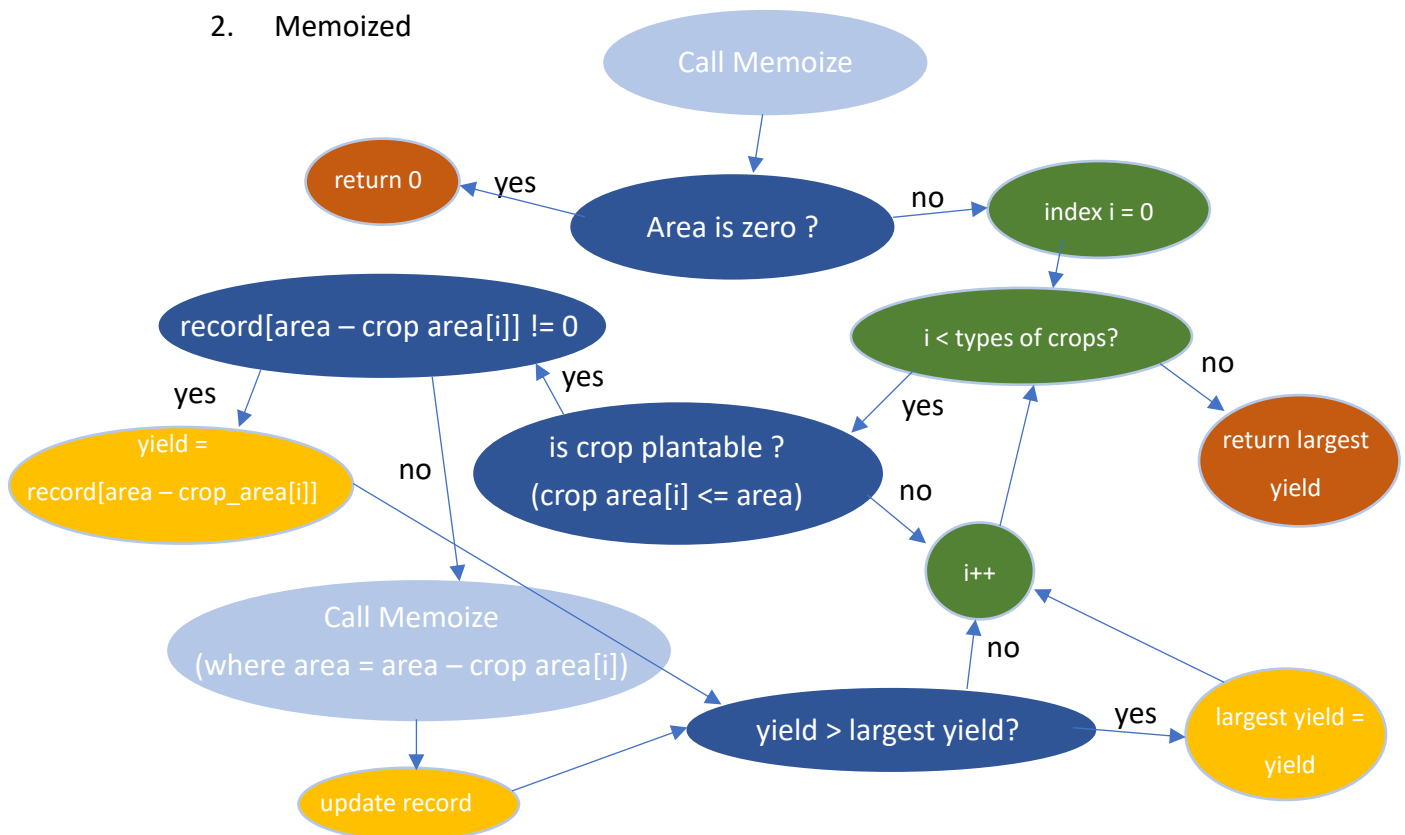 2. Memoized
Call Memoize
return 0
yes
Area is zero ?
no
index i = 0
record[area – crop area[i]] != 0
i < types of crops?
no
yes
yes
yes
yield =
record[area – crop_area[i]]
no
is crop plantable ?
(crop area[i] <= area)
no
return largest
yield
i++
Call Memoize
(where area = area – crop area[i])
no
yield > largest yield?
yes
largest yield =
yield
update record